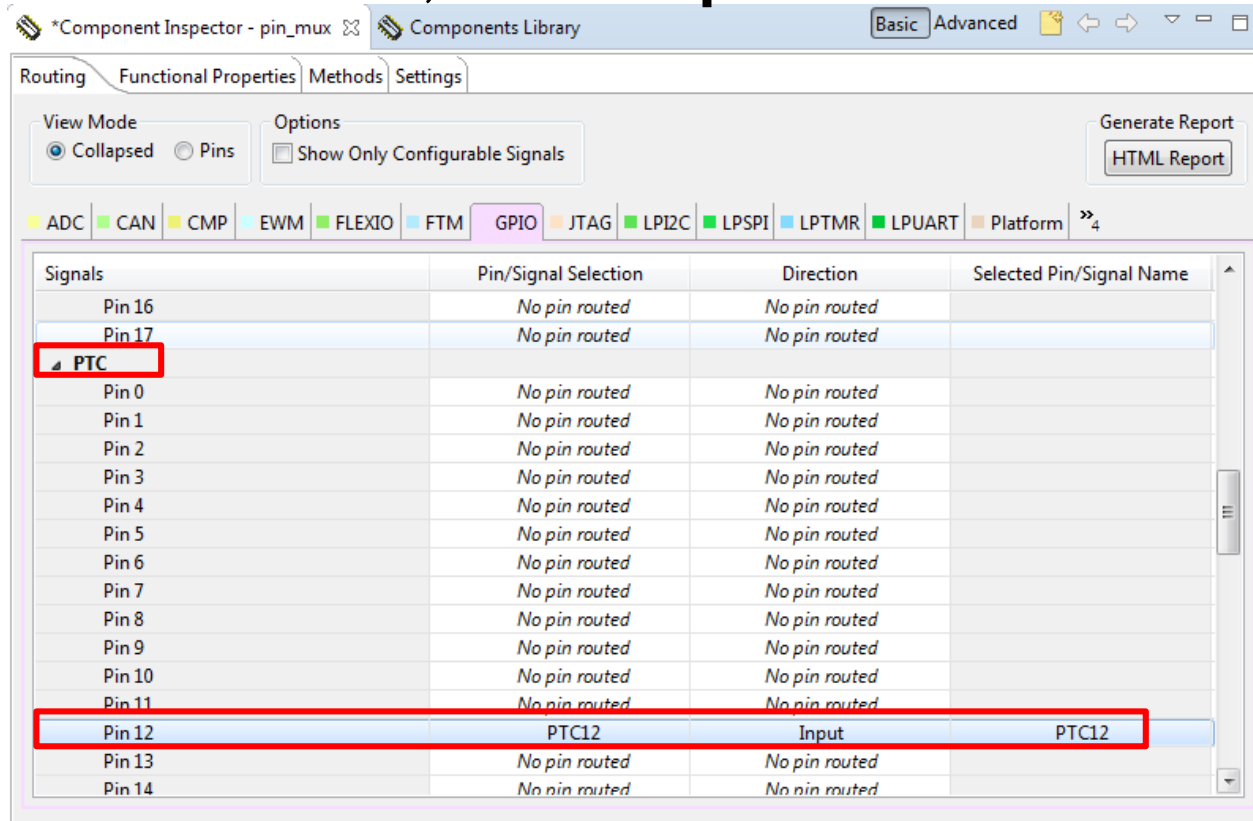 *Component Inspector - pin_mux Components Library Basic Advanced
Routing Functional Properties Methods Settings
View Mode Options Generate Report
Collapsed Pins Show Only Configurable Signals HTML Report
ADC CAN CMP EWM FLEXIO FTM GPIO JTAG LPI2C LPSPI LPTMR LPUART Platform »4
Signals Pin/Signal Selection Direction Selected Pin/Signal Name
Pin 16 No pin routed No pin routed
Pin 17 No pin routed No pin routed
PTC
Pin 0 No pin routed No pin routed
Pin 1 No pin routed No pin routed
Pin 2 No pin routed No pin routed
Pin 3 No pin routed No pin routed
Pin 4 No pin routed No pin routed
Pin 5 No pin routed No pin routed
Pin 6 No pin routed No pin routed
Pin 7 No pin routed No pin routed
Pin 8 No pin routed No pin routed
Pin 9 No pin routed No pin routed
Pin 10 No pin routed No pin routed
Pin 11 No pin routed No pin routed
Pin 12 PTC12 Input PTC12
Pin 13 No pin routed No pin routed
Pin 14 No pin routed No pin routed